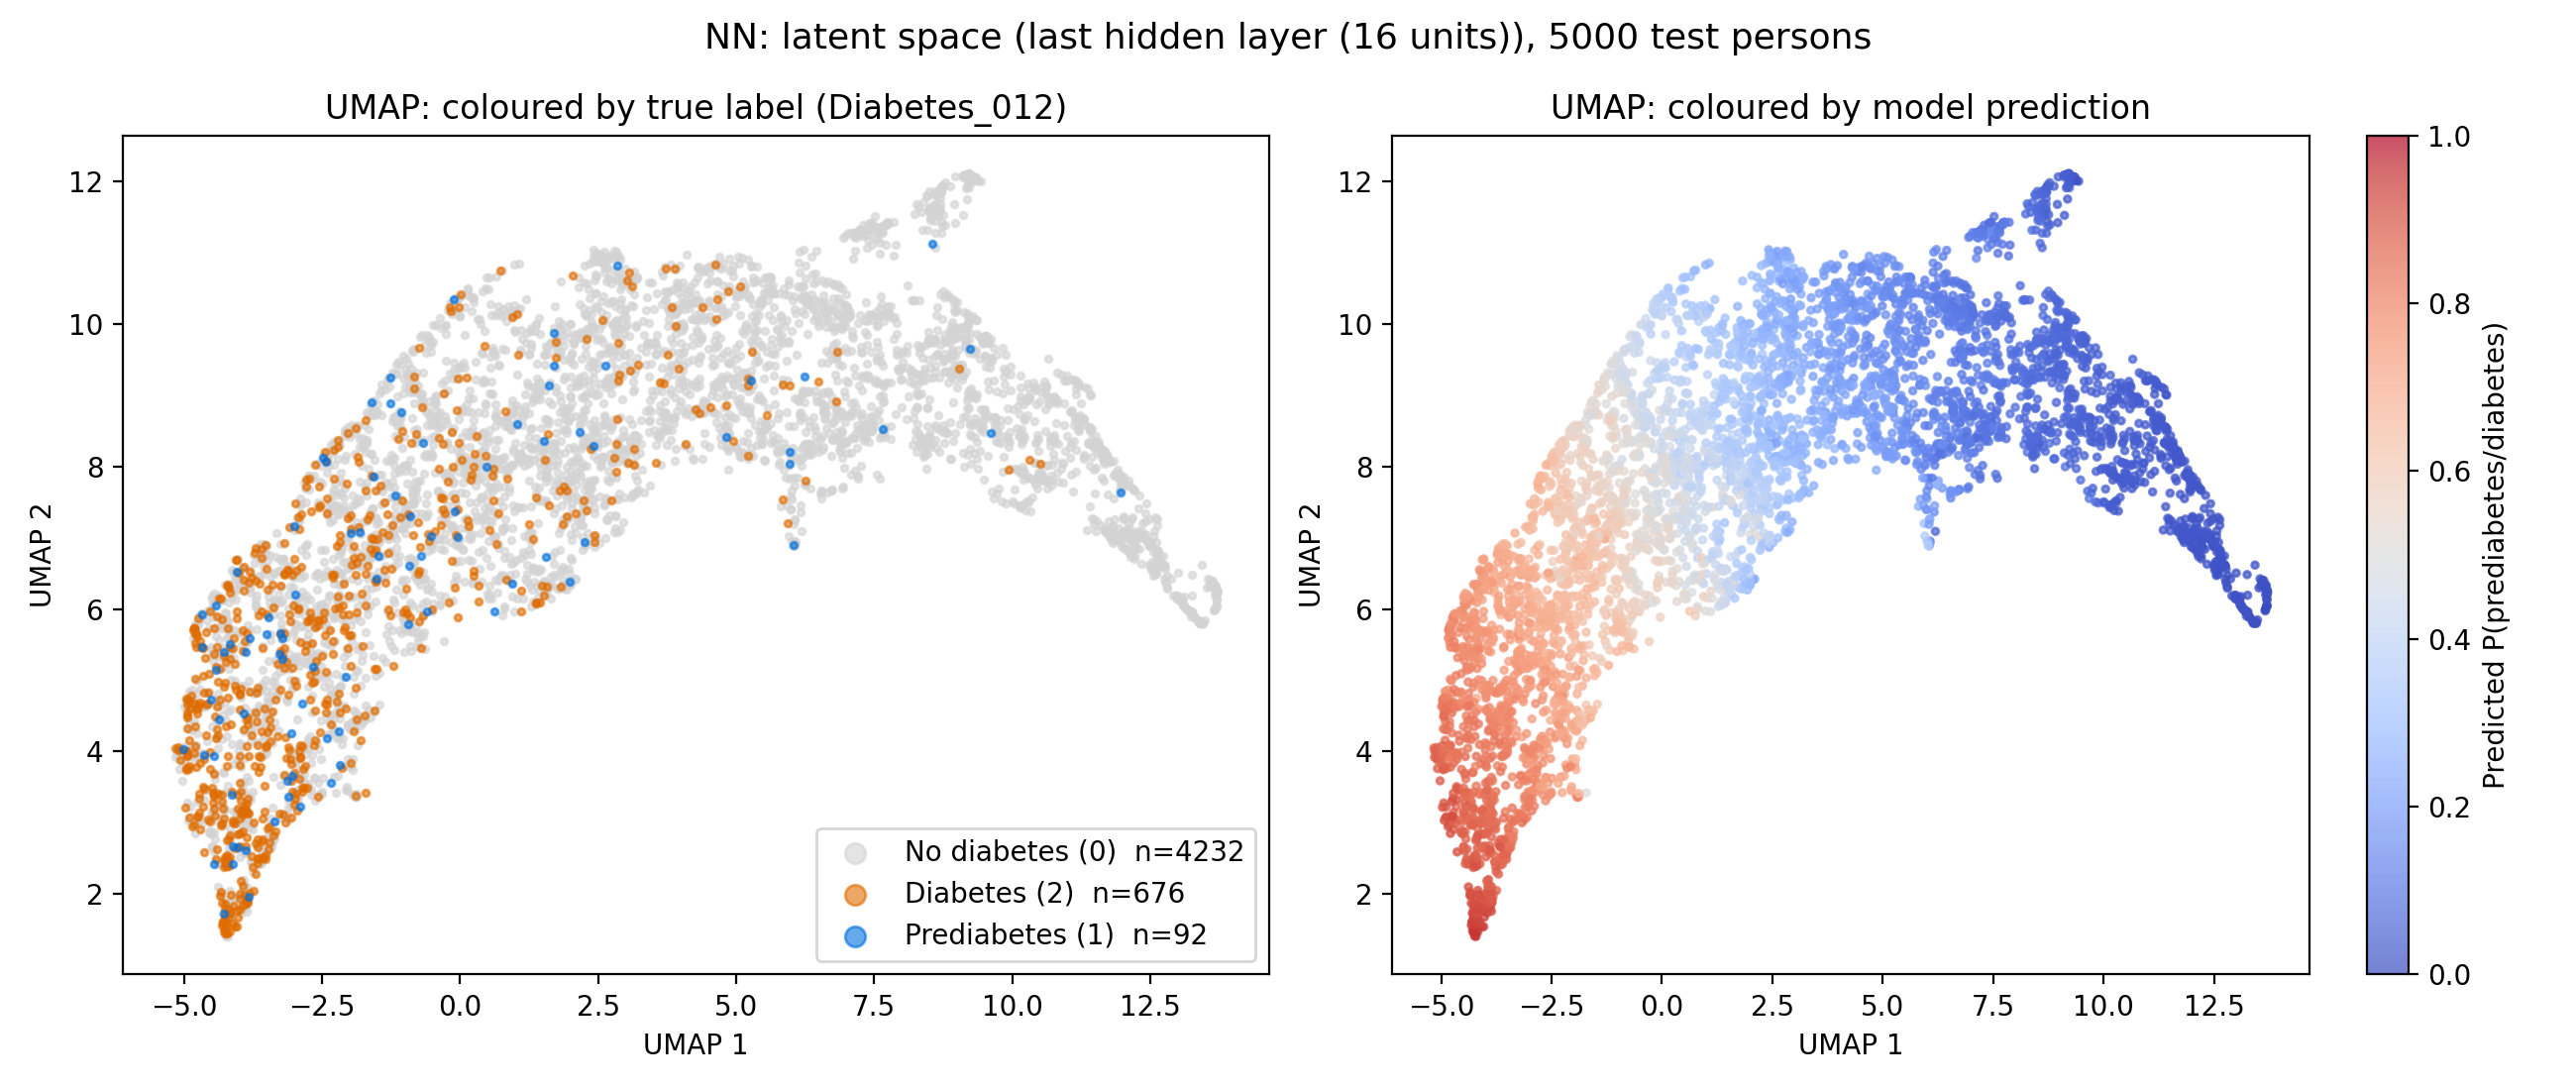 NN: latent space (last hidden layer (16 units)), 5000 test persons
UMAP: coloured by true label (Diabetes_012)
12
10
8
6
4
2
UMAP 2
−5.0 −2.5 0.0 2.5 5.0 7.5 10.0 12.5
UMAP 1
No diabetes (0) n=4232
Diabetes (2) n=676
Prediabetes (1) n=92
UMAP: coloured by model prediction
12
10
8
6
4
2
UMAP 2
−5.0 −2.5 0.0 2.5 5.0 7.5 10.0 12.5
UMAP 1
1.0
0.8
0.6
0.4
0.2
0.0
Predicted P(prediabetes/diabetes)